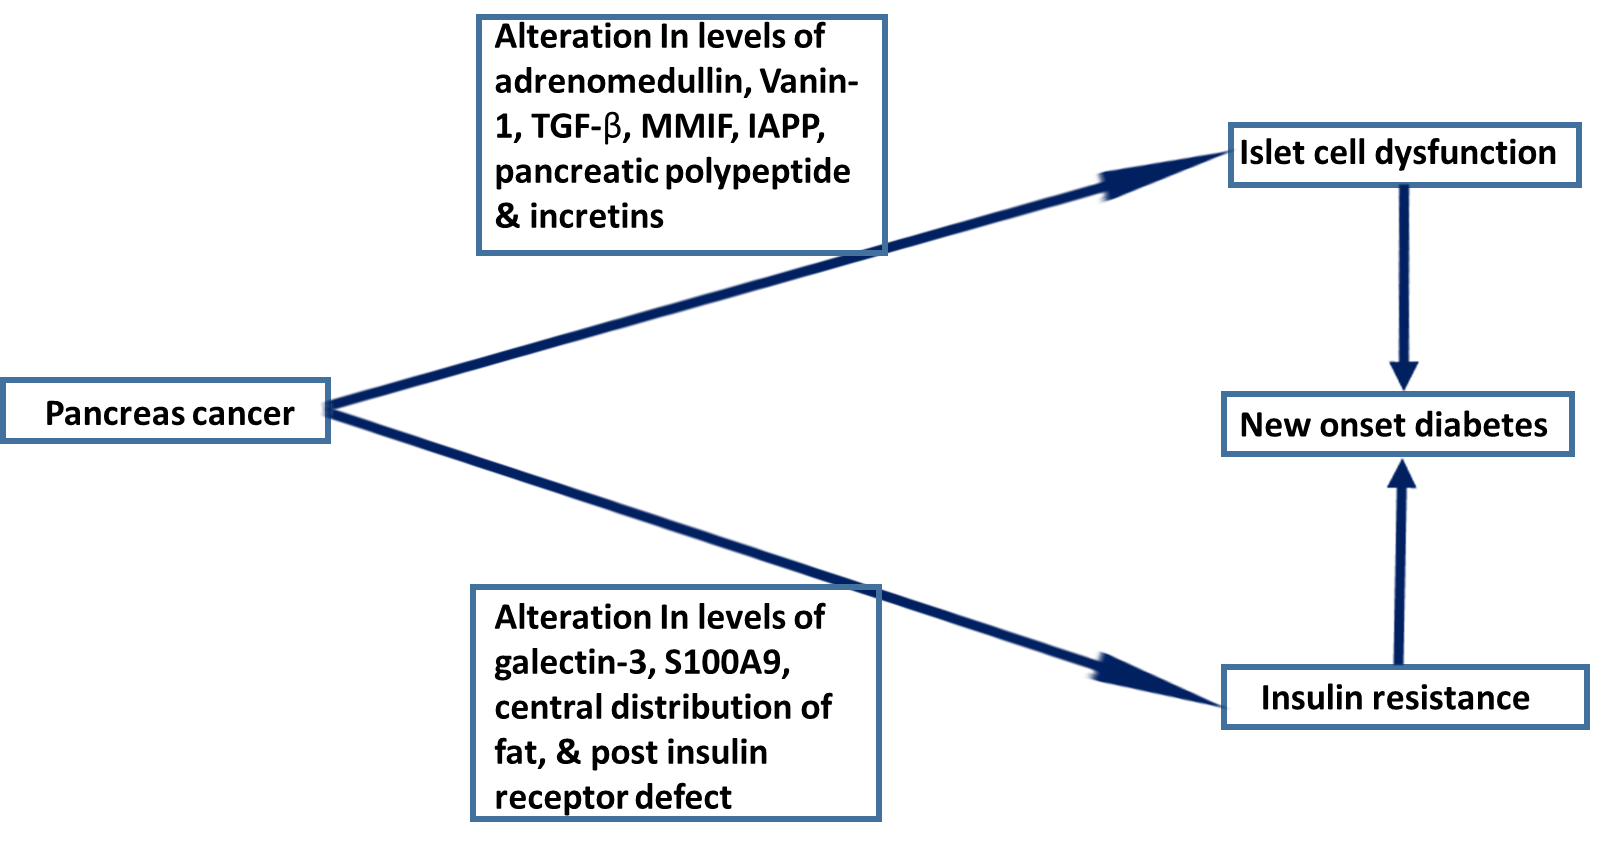 Alteration In levels of
adrenomedullin, Vanin-
1, TGF-β, MMIF, IAPP,
pancreatic polypeptide
& incretins
Islet cell dysfunction
Pancreas cancer
New onset diabetes
Alteration In levels of
galectin-3, S100A9,
central distribution of
fat, & post insulin
receptor defect
Insulin resistance